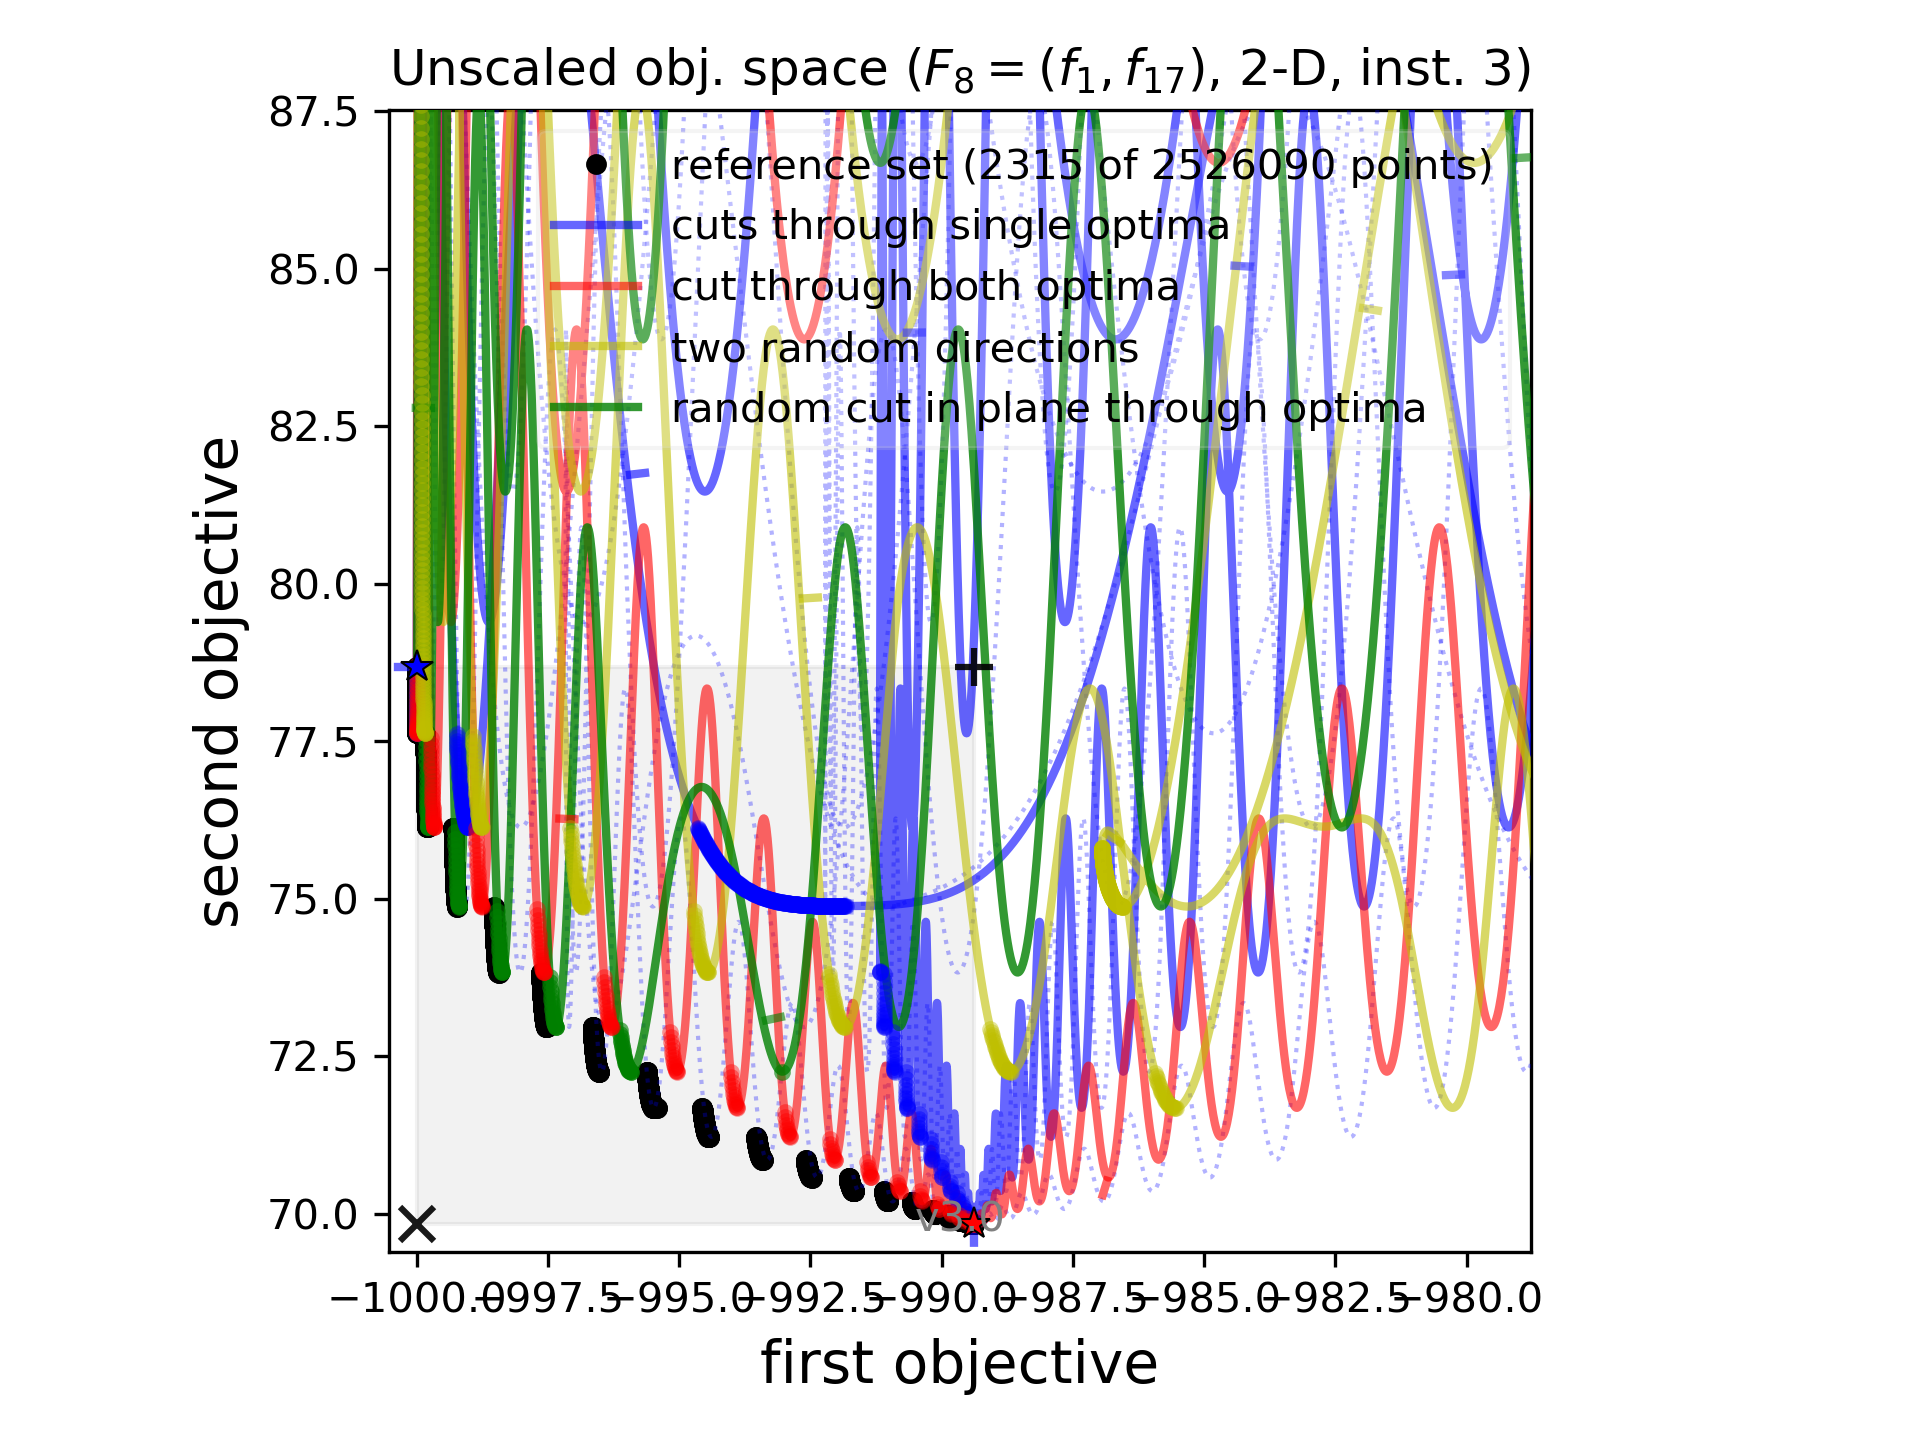 Unscaled obj. space (F₈ = (f₁, f₁₇), 2-D, inst. 3)
87.5
85.0
82.5
80.0
77.5
75.0
72.5
70.0
second objective
reference set (2315 of 2526090 points)
cuts through single optima
cut through both optima
two random directions
random cut in plane through optima
v3.0
−1000.0 −997.5 −995.0 −992.5 −990.0 −987.5 −985.0 −982.5 −980.0
first objective